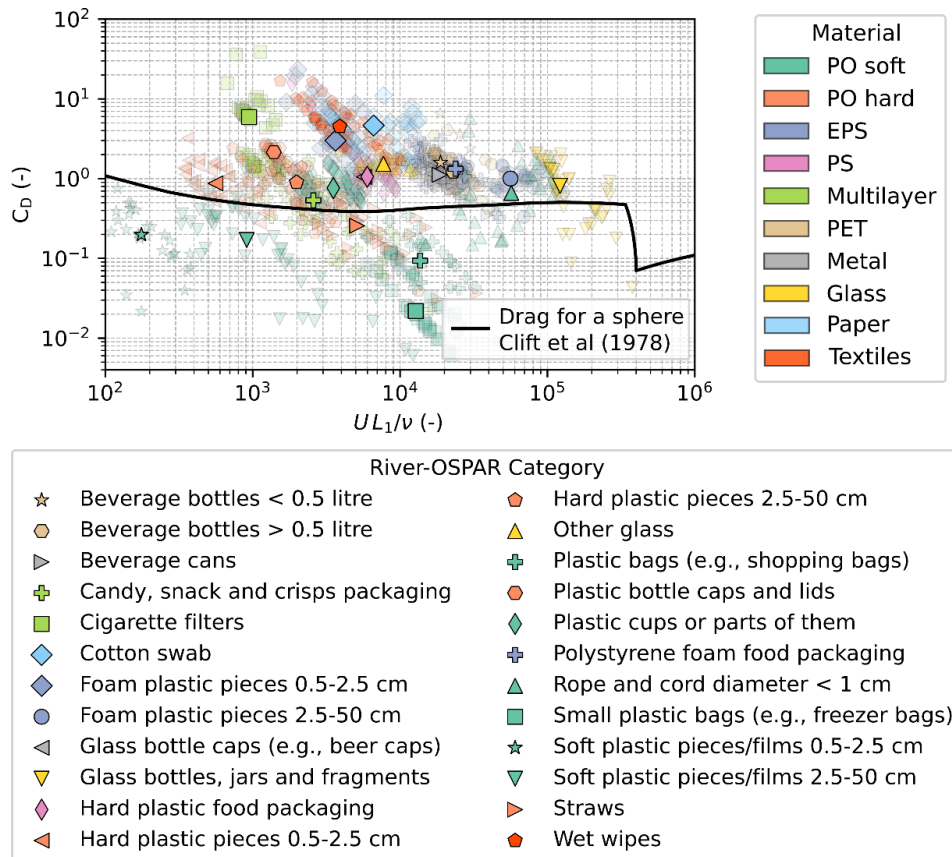 10²
10¹
10⁰
10⁻¹
10⁻²
C_D (-)
10²
10³
10⁴
10⁵
10⁶
UL₁/ν (-)
Drag for a sphere
Clift et al (1978)
Material
PO soft
PO hard
EPS
PS
Multilayer
PET
Metal
Glass
Paper
Textiles
River-OSPAR Category
Beverage bottles < 0.5 litre
Beverage bottles > 0.5 litre
Beverage cans
Candy, snack and crisps packaging
Cigarette filters
Cotton swab
Foam plastic pieces 0.5-2.5 cm
Foam plastic pieces 2.5-50 cm
Glass bottle caps (e.g., beer caps)
Glass bottles, jars and fragments
Hard plastic food packaging
Hard plastic pieces 0.5-2.5 cm
Hard plastic pieces 2.5-50 cm
Other glass
Plastic bags (e.g., shopping bags)
Plastic bottle caps and lids
Plastic cups or parts of them
Polystyrene foam food packaging
Rope and cord diameter < 1 cm
Small plastic bags (e.g., freezer bags)
Soft plastic pieces/films 0.5-2.5 cm
Soft plastic pieces/films 2.5-50 cm
Straws
Wet wipes